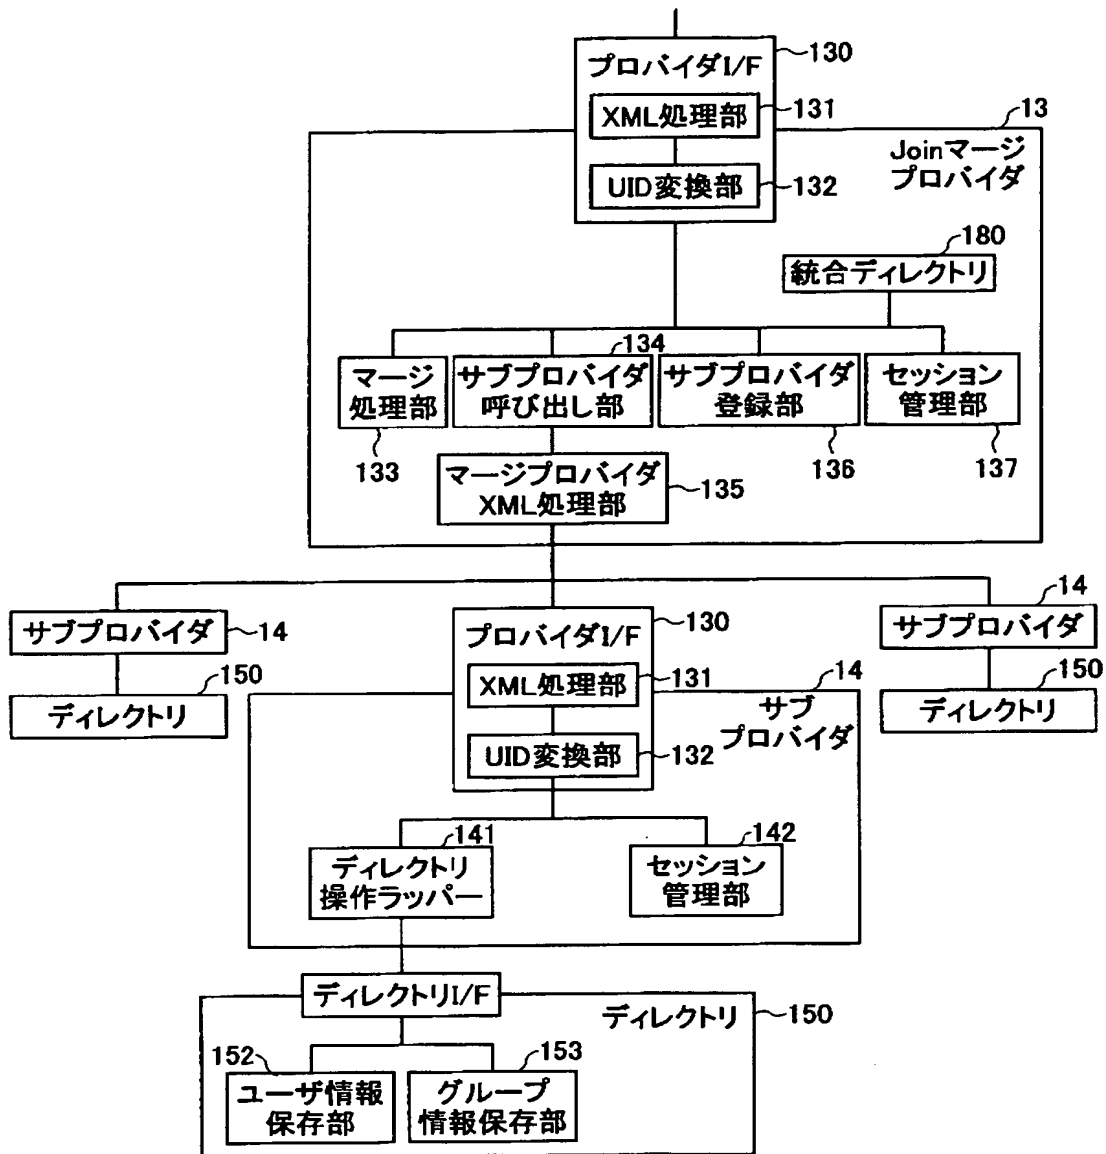 プロバイダI/F
130
XML処理部
131
UID変換部
132
13
Joinマージ
プロバイダ
180
統合ディレクトリ
マージ
処理部
133
134
サブプロバイダ
呼び出し部
サブプロバイダ
登録部
136
セッション
管理部
137
マージプロバイダ
XML処理部
135
サブプロバイダ
14
150
ディレクトリ
プロバイダI/F
130
XML処理部
131
UID変換部
132
14
サブ
プロバイダ
14
サブプロバイダ
150
ディレクトリ
141
ディレクトリ
操作ラッパー
142
セッション
管理部
ディレクトリI/F
ディレクトリ
150
152
ユーザ情報
保存部
153
グループ
情報保存部